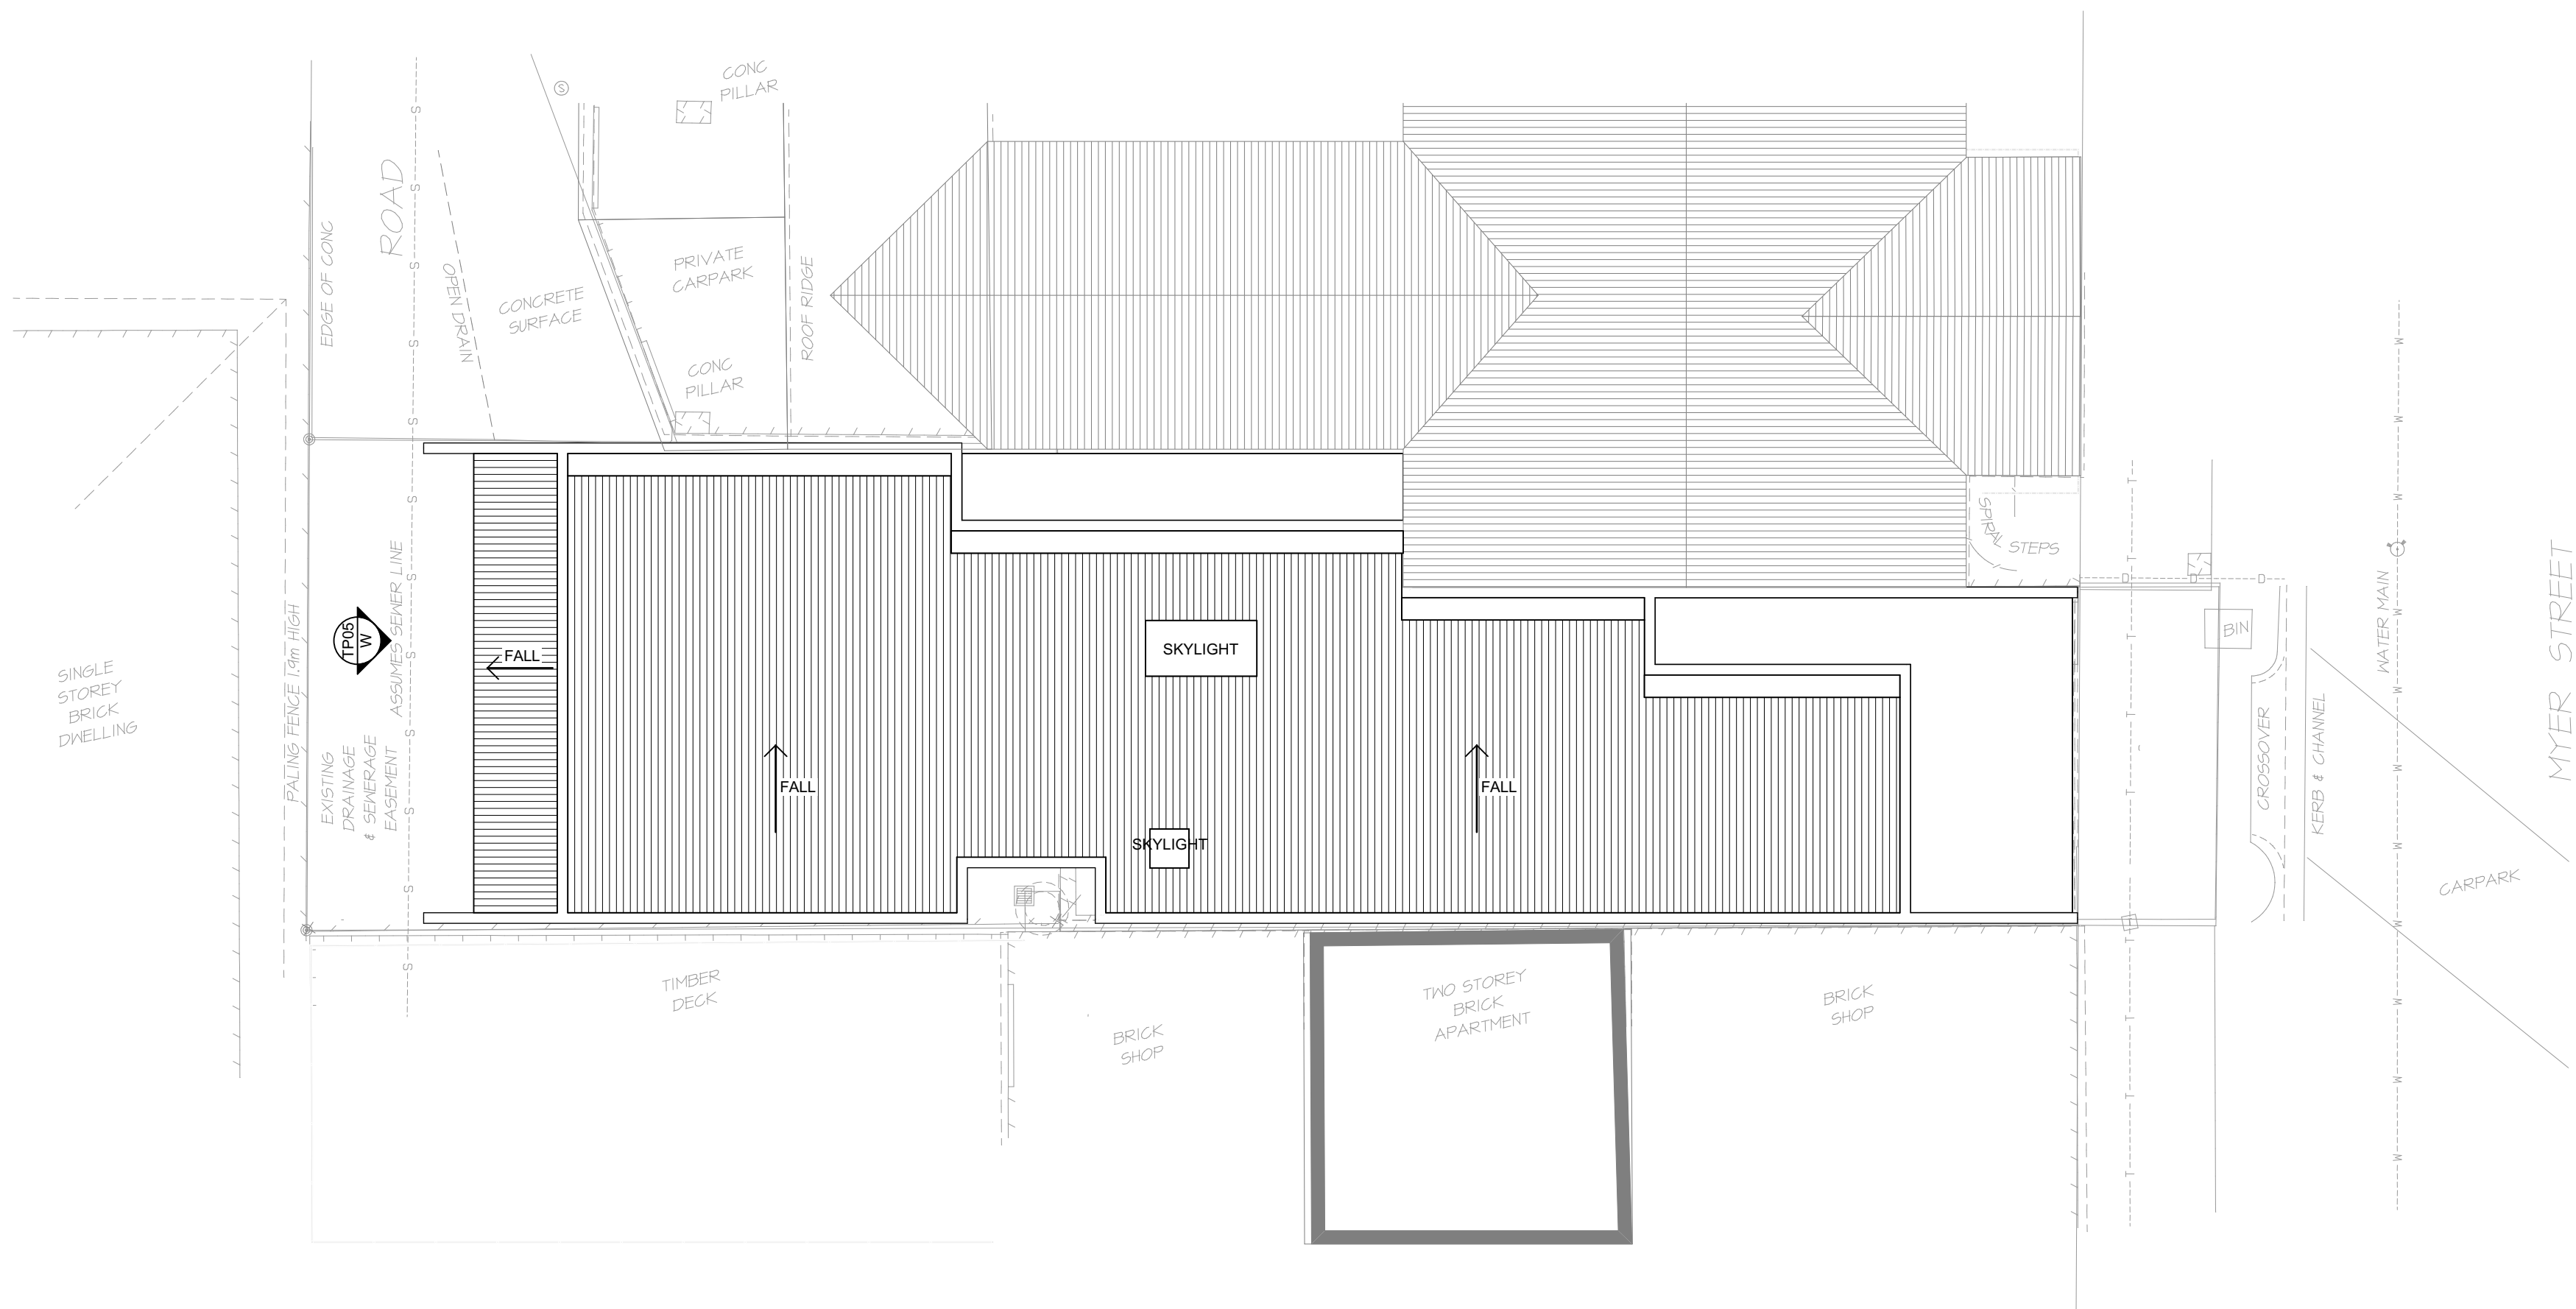 CONC
PILLAR
S
ROAD
EDGE OF CONC
OPEN DRAIN
CONCRETE
SURFACE
PRIVATE
CARPARK
ROOF RIDGE
CONC
PILLAR
SPIRAL
STEPS
SINGLE
STOREY
BRICK
DWELLING
PALING FENCE 1.9m HIGH
EXISTING
DRAINAGE
& SEWERAGE
EASEMENT
ASSUMES SEWER LINE
TP05
W
FALL
FALL
SKYLIGHT
SKYLIGHT
FALL
BIN
CROSSOVER
KERB & CHANNEL
WATER MAIN
MYER STREET
CARPARK
TIMBER
DECK
BRICK
SHOP
TWO STOREY
BRICK
APARTMENT
BRICK
SHOP